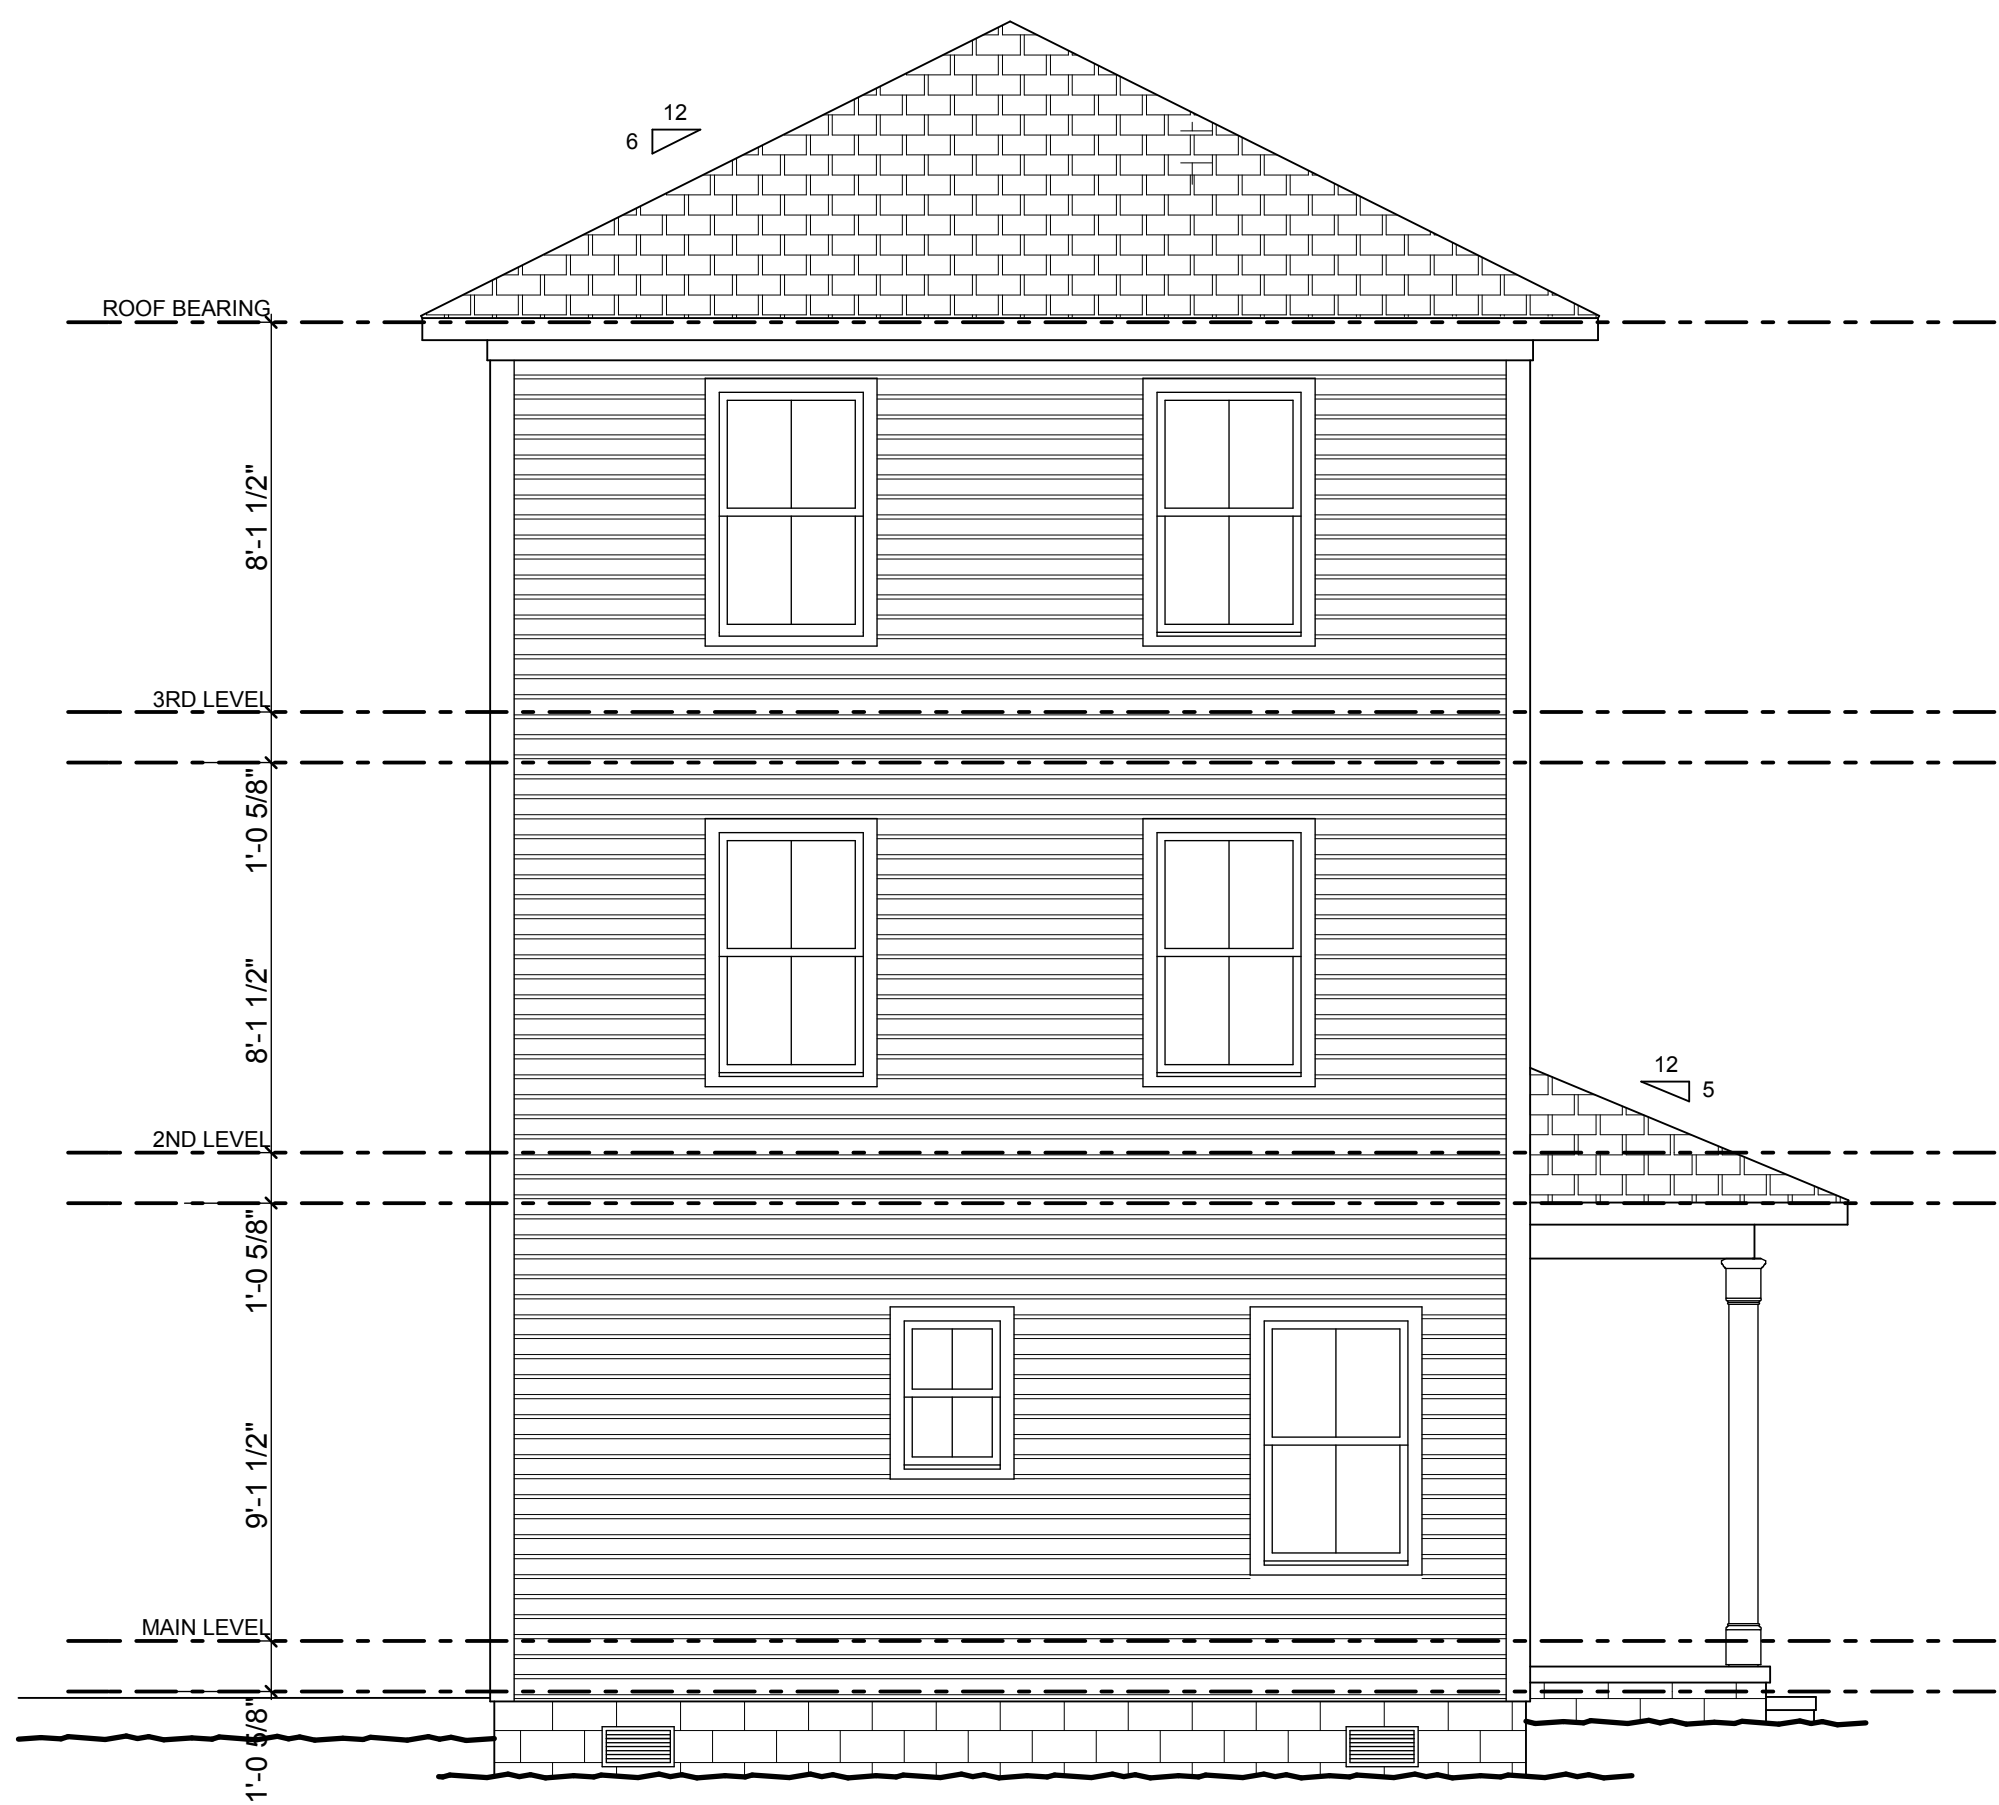 12
6
ROOF BEARING
8'-1 1/2"
3RD LEVEL
1'-0 5/8"
8'-1 1/2"
12
5
2ND LEVEL
1'-0 5/8"
9'-1 1/2"
MAIN LEVEL
1'-0 5/8"